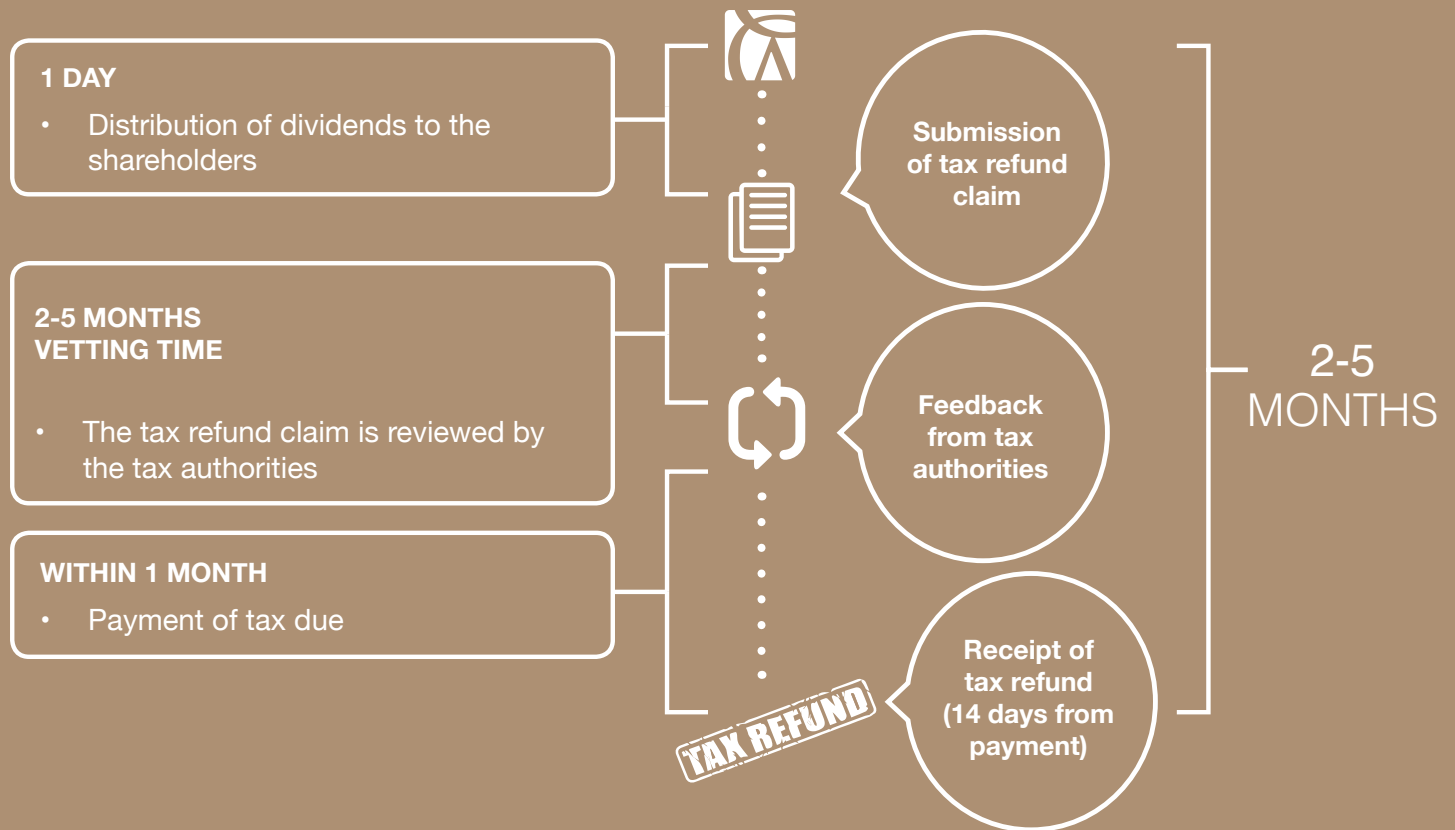 1 DAY
• Distribution of dividends to the
shareholders
Submission
of tax refund
claim
2-5 MONTHS
VETTING TIME
• The tax refund claim is reviewed by
the tax authorities
Feedback
from tax
authorities
2-5
MONTHS
WITHIN 1 MONTH
• Payment of tax due
Receipt of
tax refund
(14 days from
payment)
TAX REFUND